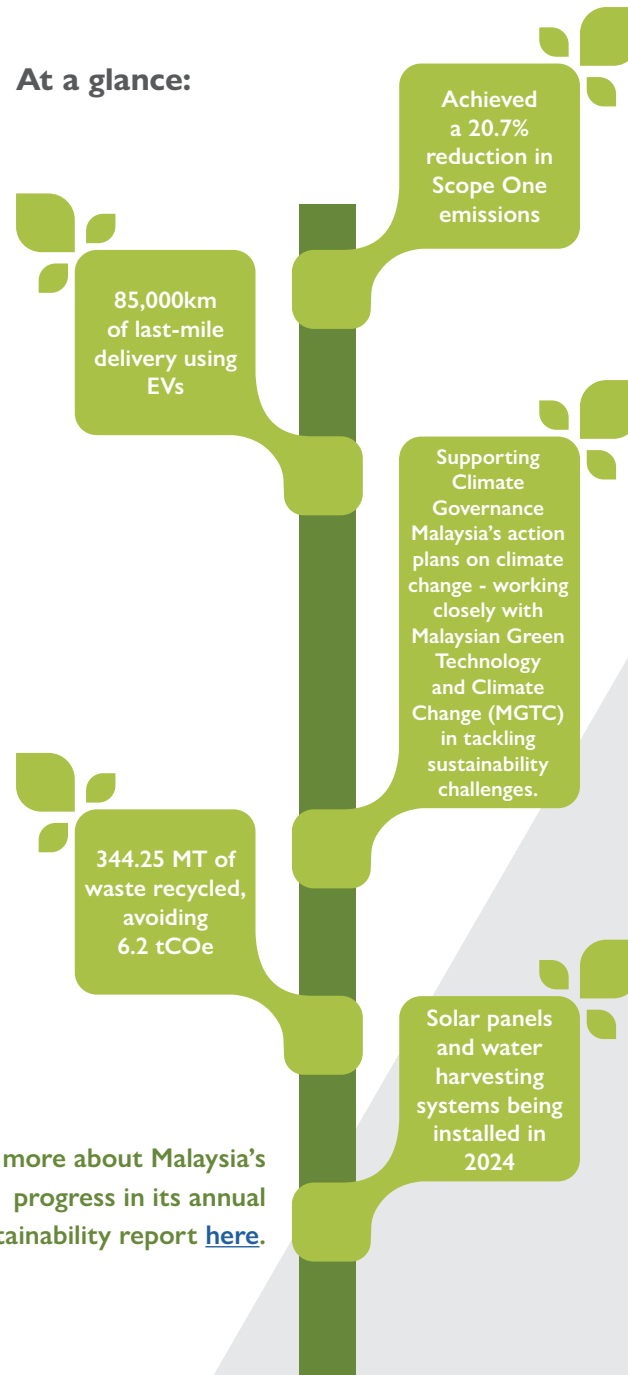 At a glance:
Achieved
a 20.7%
reduction in
Scope One
emissions
85,000km
of last-mile
delivery using
EVs
Supporting
Climate
Governance
Malaysia’s action
plans on climate
change - working
closely with
Malaysian Green
Technology
and Climate
Change (MGTC)
in tackling
sustainability
challenges.
344.25 MT of
waste recycled,
avoiding
6.2 tCOe
Solar panels
and water
harvesting
systems being
installed in
2024
more about Malaysia’s
progress in its annual
tainability report here.